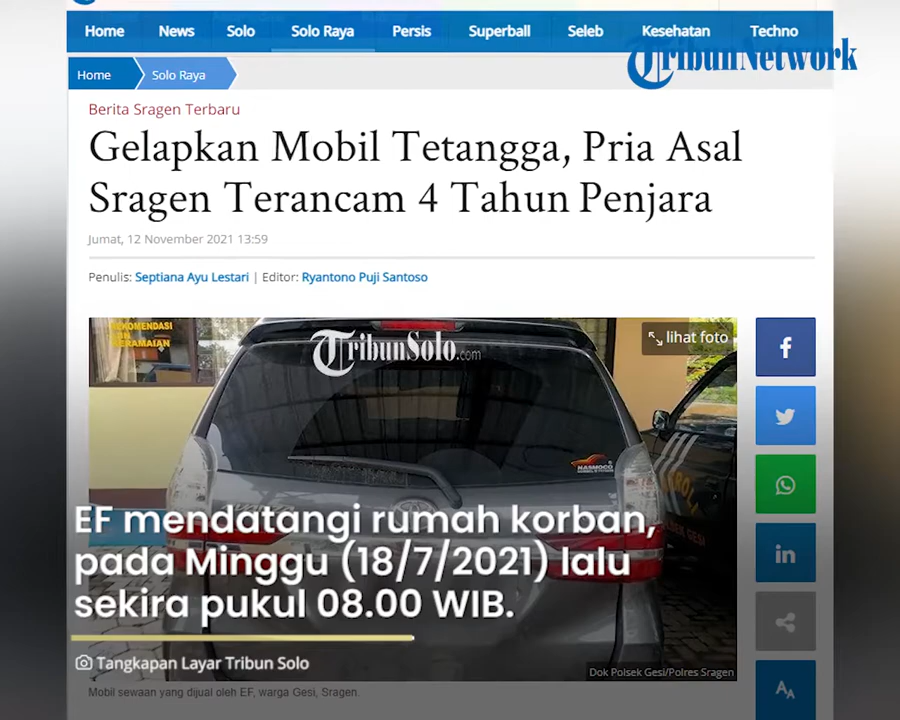 Home News Solo Solo Raya Persis Superball Seleb Kesehatan Techno
TribunNetwork
Home Solo Raya
Berita Sragen Terbaru
Gelapkan Mobil Tetangga, Pria Asal
Sragen Terancam 4 Tahun Penjara
Jumat, 12 November 2021 13:59
Penulis: Septiana Ayu Lestari | Editor: Ryantono Puji Santoso
REKOMENDASI
KERAMAIAN
TribunSolo.com
lihat foto
NASMOCO
EF mendatangi rumah korban,
pada Minggu (18/7/2021) lalu
sekira pukul 08.00 WIB.
Tangkapan Layar Tribun Solo
Dok Polsek Gesi/Polres Sragen
Mobil sewaan yang dijual oleh EF, warga Gesi, Sragen.
AA